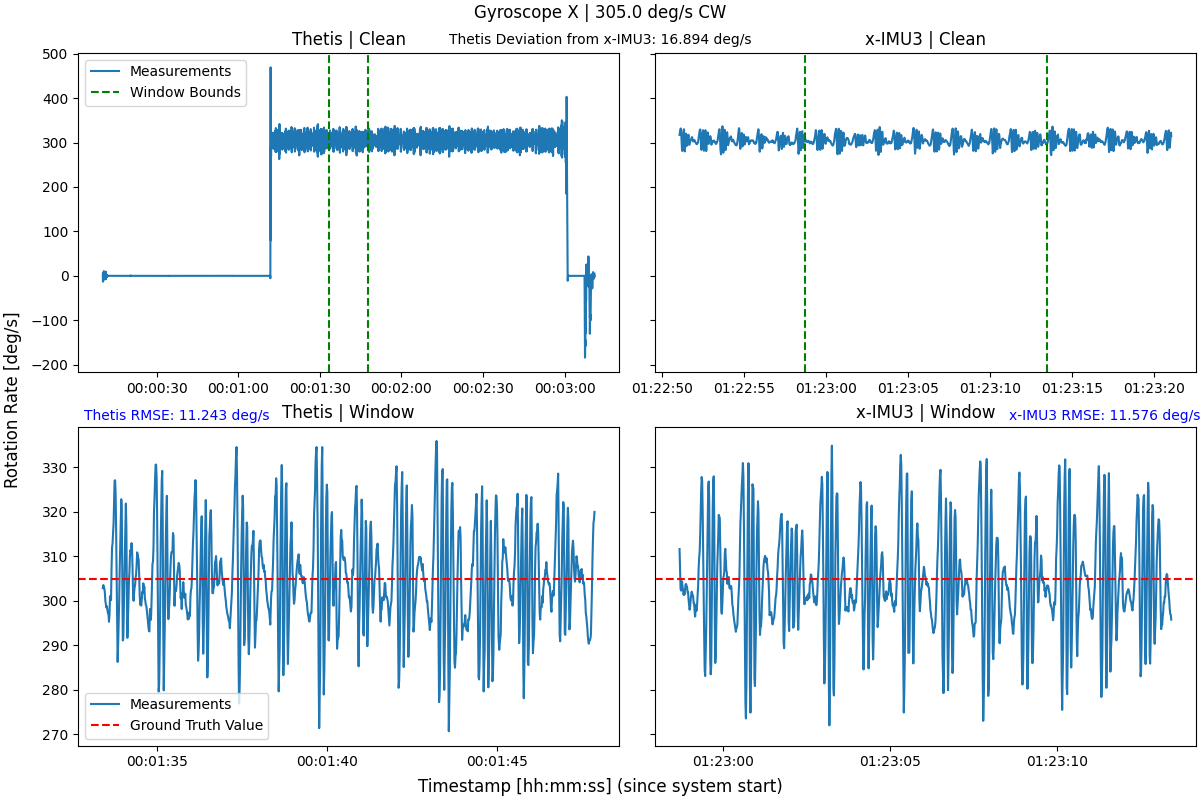 Gyroscope X | 305.0 deg/s CW
Thetis | Clean
Thetis Deviation from x-IMU3: 16.894 deg/s
x-IMU3 | Clean
Measurements
Window Bounds
500
400
300
200
100
0
−100
−200
00:00:30 00:01:00 00:01:30 00:02:00 00:02:30 00:03:00
01:22:50 01:22:55 01:23:00 01:23:05 01:23:10 01:23:15 01:23:20
Rotation Rate [deg/s]
Thetis RMSE: 11.243 deg/s
Thetis | Window
x-IMU3 | Window
x-IMU3 RMSE: 11.576 deg/s
330
320
310
300
290
280
270
Measurements
Ground Truth Value
00:01:35 00:01:40 00:01:45
01:23:00 01:23:05 01:23:10
Timestamp [hh:mm:ss] (since system start)